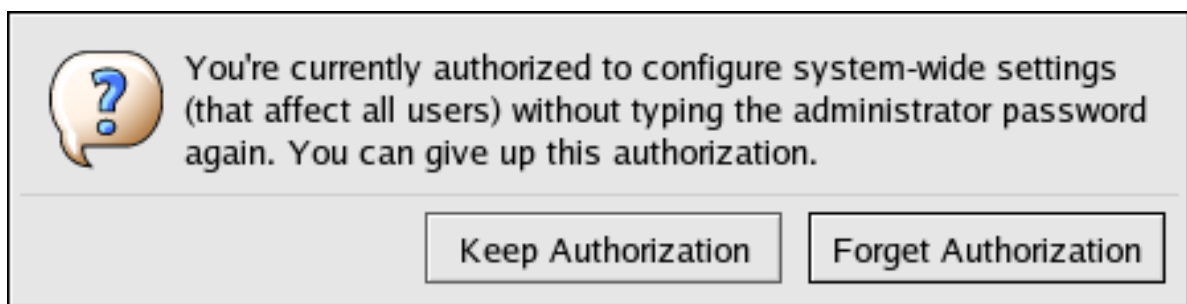 You're currently authorized to configure system-wide settings
(that affect all users) without typing the administrator password
again. You can give up this authorization.
Keep Authorization
Forget Authorization